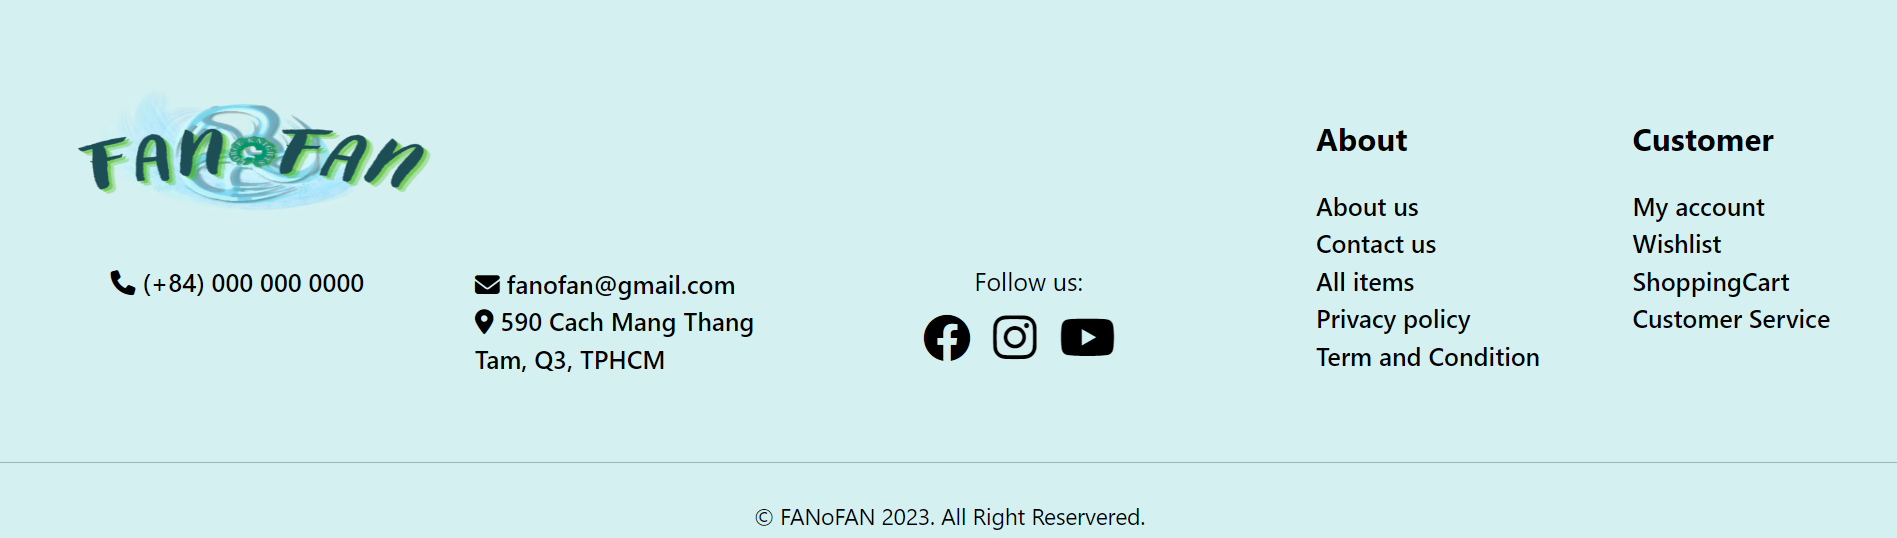 FANoFAN
(+84) 000 000 0000
fanofan@gmail.com
590 Cach Mang Thang
Tam, Q3, TPHCM
Follow us:
About
About us
Contact us
All items
Privacy policy
Term and Condition
Customer
My account
Wishlist
ShoppingCart
Customer Service
© FANoFAN 2023. All Right Reservered.